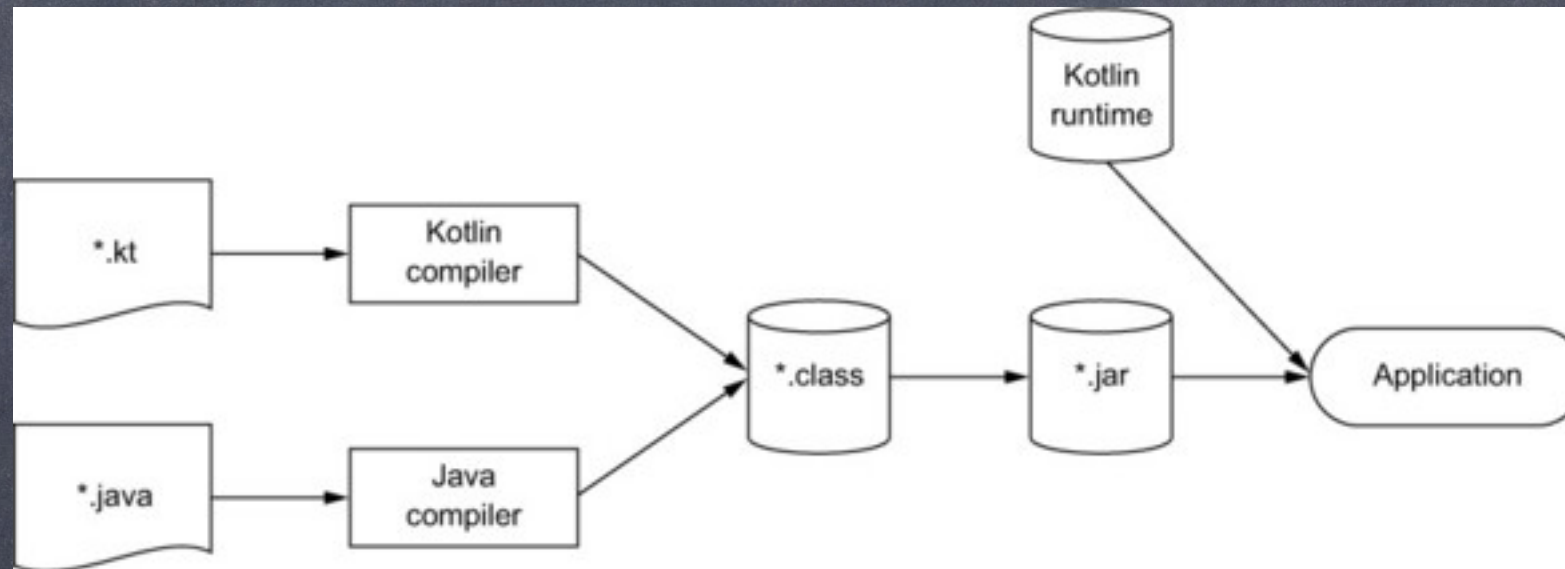 Kotlin
runtime
*.kt
Kotlin
compiler
*.class
*.jar
Application
*.java
Java
compiler